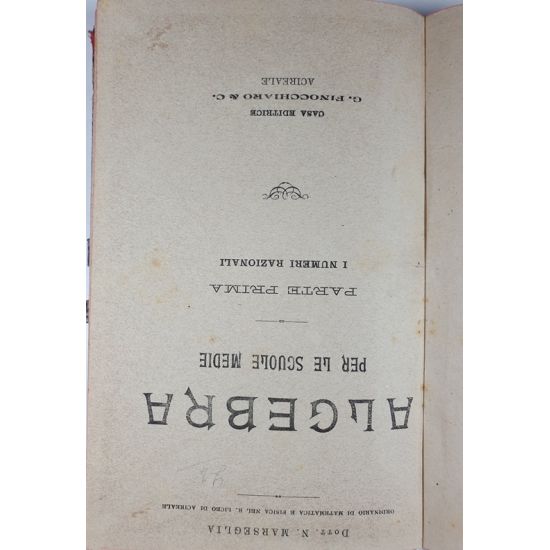 Dott. N. MARSEGLIA
ORDINARIO DI MATEMATICA E FISICA NEL R. LICEO DI ACIREALE
ALGEBRA
PER LE SCUOLE MEDIE
PARTE PRIMA
I NUMERI RAZIONALI
CASA EDITRICE
G. FINOCCHIARO & C.
ACIREALE